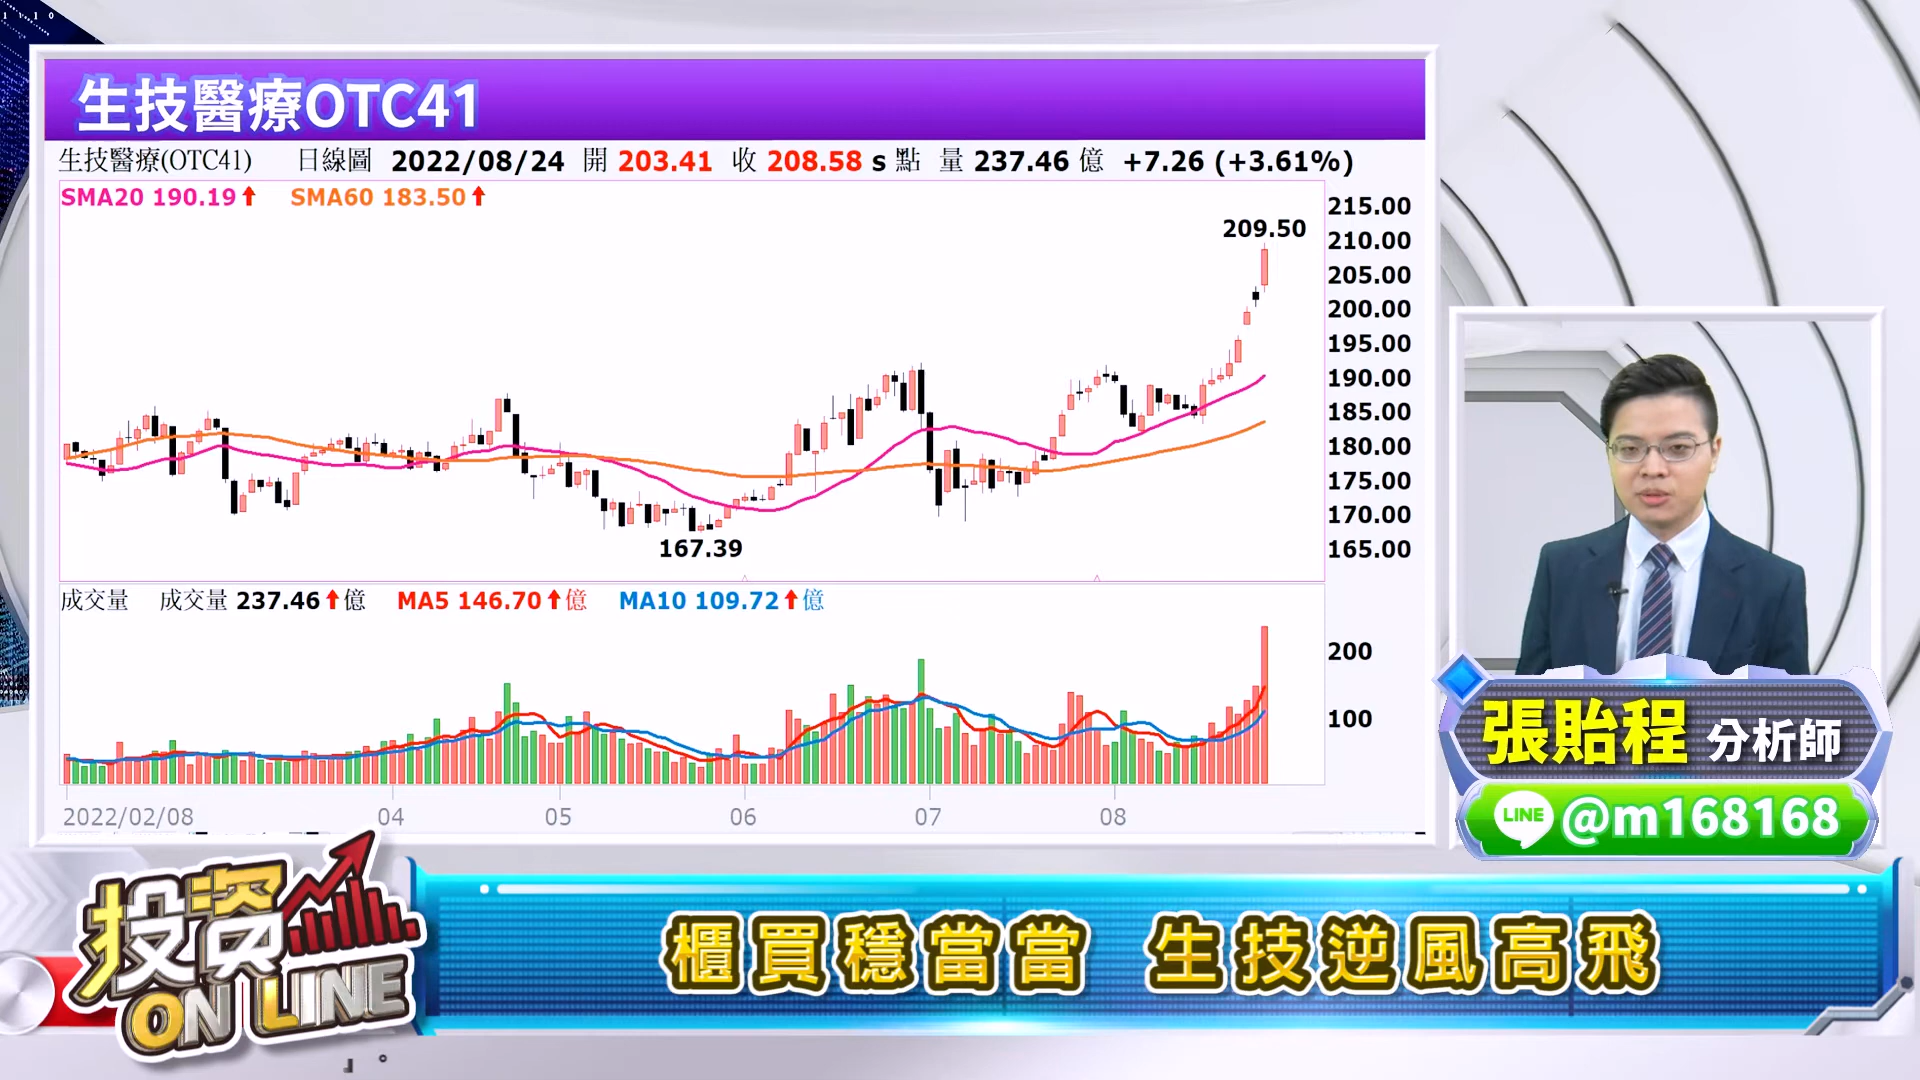 生技醫療OTC41
生技醫療(OTC41) 日線圖 2022/08/24 開 203.41 收 208.58 s 點 量 237.46 億 +7.26 (+3.61%)
SMA20 190.19↑ SMA60 183.50↑
215.00
209.50
210.00
205.00
200.00
195.00
190.00
185.00
180.00
175.00
170.00
167.39
165.00
成交量 成交量 237.46↑億 MA5 146.70↑億 MA10 109.72↑億
200
100
2022/02/08 04 05 06 07 08
張貽程 分析師
LINE @m168168
投資
ON LINE
櫃買穩當當 生技逆風高飛